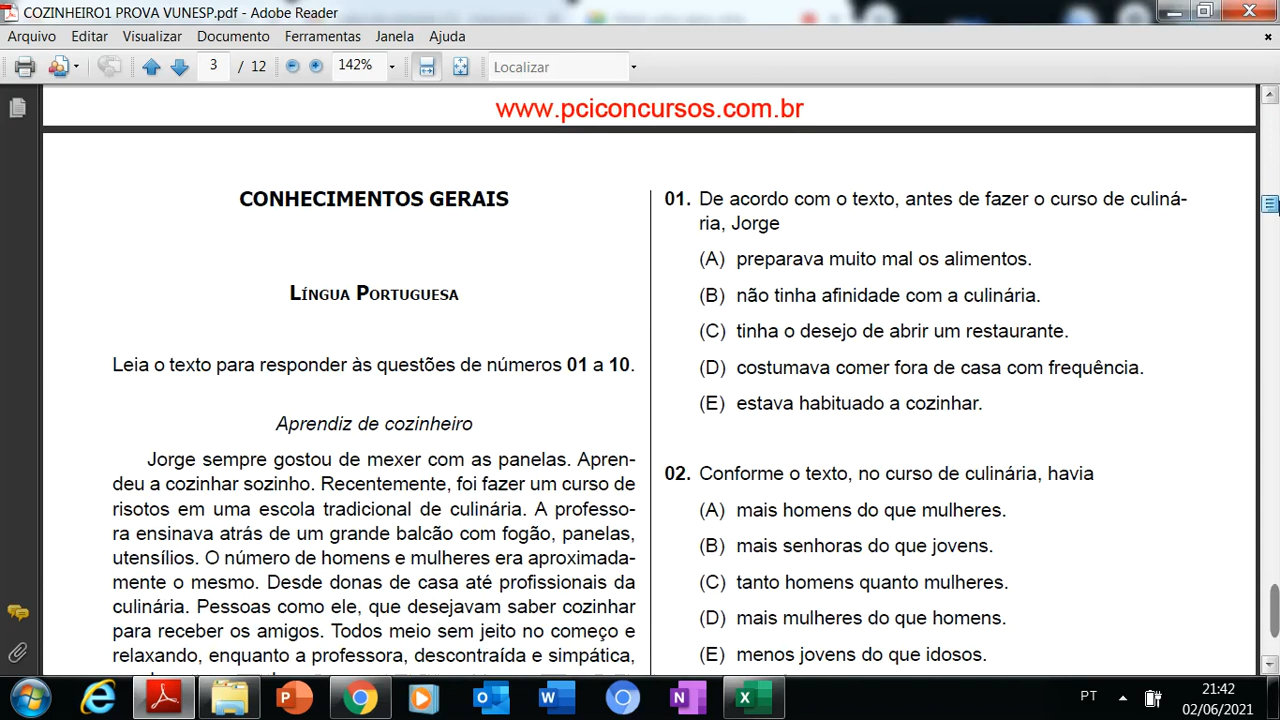 COZINHEIRO1 PROVA VUNESP.pdf - Adobe Reader
Arquivo Editar Visualizar Documento Ferramentas Janela Ajuda
3 / 12 142% Localizar
www.pciconcursos.com.br
CONHECIMENTOS GERAIS
LÍNGUA PORTUGUESA
Leia o texto para responder às questões de números 01 a 10.
Aprendiz de cozinheiro
Jorge sempre gostou de mexer com as panelas. Apren-
deu a cozinhar sozinho. Recentemente, foi fazer um curso de
risotos em uma escola tradicional de culinária. A professo-
ra ensinava atrás de um grande balcão com fogão, panelas,
utensílios. O número de homens e mulheres era aproximada-
mente o mesmo. Desde donas de casa até profissionais da
culinária. Pessoas como ele, que desejavam saber cozinhar
para receber os amigos. Todos meio sem jeito no começo e
relaxando, enquanto a professora, descontraída e simpática,
01. De acordo com o texto, antes de fazer o curso de culiná-
ria, Jorge
(A) preparava muito mal os alimentos.
(B) não tinha afinidade com a culinária.
(C) tinha o desejo de abrir um restaurante.
(D) costumava comer fora de casa com frequência.
(E) estava habituado a cozinhar.
02. Conforme o texto, no curso de culinária, havia
(A) mais homens do que mulheres.
(B) mais senhoras do que jovens.
(C) tanto homens quanto mulheres.
(D) mais mulheres do que homens.
(E) menos jovens do que idosos.
PT
21:42
02/06/2021